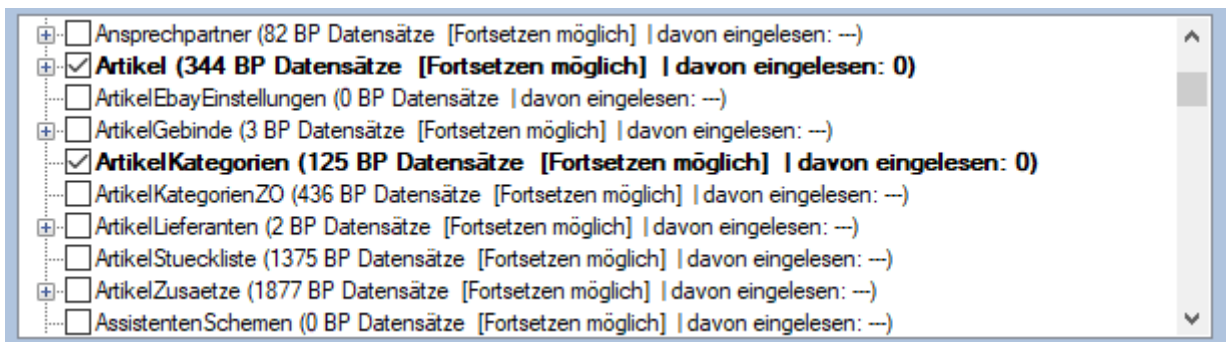 Ansprechpartner (82 BP Datensätze [Fortsetzen möglich] | davon eingelesen: ---)
Artikel (344 BP Datensätze [Fortsetzen möglich] | davon eingelesen: 0)
ArtikelEbayEinstellungen (0 BP Datensätze | davon eingelesen: ---)
ArtikelGebinde (3 BP Datensätze [Fortsetzen möglich] | davon eingelesen: ---)
ArtikelKategorien (125 BP Datensätze [Fortsetzen möglich] | davon eingelesen: 0)
ArtikelKategorienZO (436 BP Datensätze [Fortsetzen möglich] | davon eingelesen: ---)
ArtikelLieferanten (2 BP Datensätze [Fortsetzen möglich] | davon eingelesen: ---)
ArtikelStueckliste (1375 BP Datensätze [Fortsetzen möglich] | davon eingelesen: ---)
ArtikelZusaetze (1877 BP Datensätze [Fortsetzen möglich] | davon eingelesen: ---)
AssistentenSchemen (0 BP Datensätze [Fortsetzen möglich] | davon eingelesen: ---)